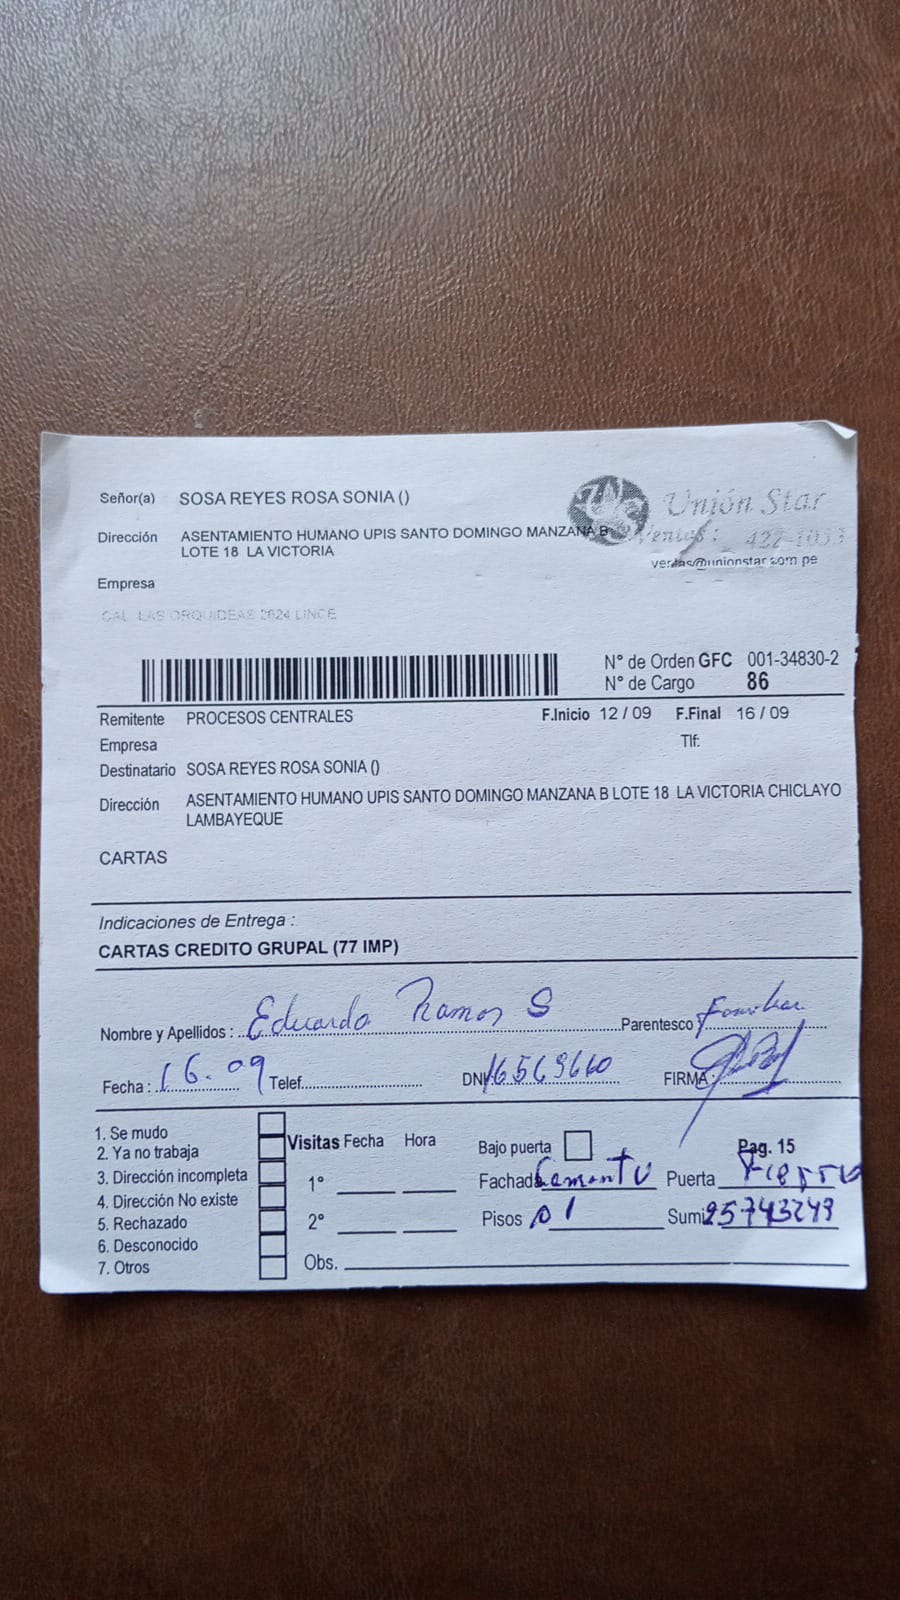 Señor(a) SOSA REYES ROSA SONIA ()
Unión Star
Dirección ASENTAMIENTO HUMANO UPIS SANTO DOMINGO MANZANA B
LOTE 18 LA VICTORIA
Ventas: 422-1033
ventas@unionstar.com.pe
Empresa
CAL. LAS ORQUIDEAS 2624 LINCE
N° de Orden GFC 001-34830-2
N° de Cargo 86
Remitente PROCESOS CENTRALES F.Inicio 12 / 09 F.Final 16 / 09
Empresa Tlf:
Destinatario SOSA REYES ROSA SONIA ()
Dirección ASENTAMIENTO HUMANO UPIS SANTO DOMINGO MANZANA B LOTE 18 LA VICTORIA CHICLAYO
LAMBAYEQUE
CARTAS
Indicaciones de Entrega :
CARTAS CREDITO GRUPAL (77 IMP)
Nombre y Apellidos : Eduardo Ramos S Parentesco Familiar
Fecha : 16. 09 Telef. DNI FIRMA
1. Se mudo
2. Ya no trabaja
3. Dirección incompleta
4. Dirección No existe
5. Rechazado
6. Desconocido
7. Otros
Visitas Fecha Hora
1°
2°
Obs.
Bajo puerta Pag. 15
Fachada Cemento Puerta Fierro
Pisos 01 Sumi 25743249